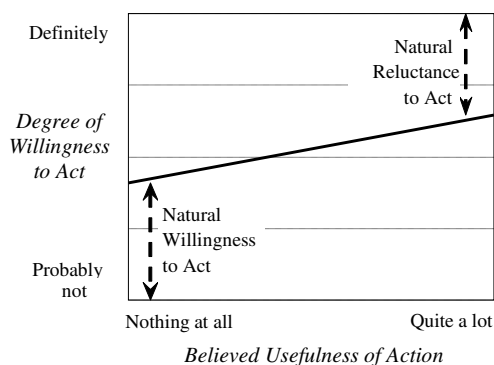 Definitely
Natural
Reluctance
to Act
Degree of
Willingness
to Act
Natural
Willingness
to Act
Probably
not
Nothing at all
Quite a lot
Believed Usefulness of Action